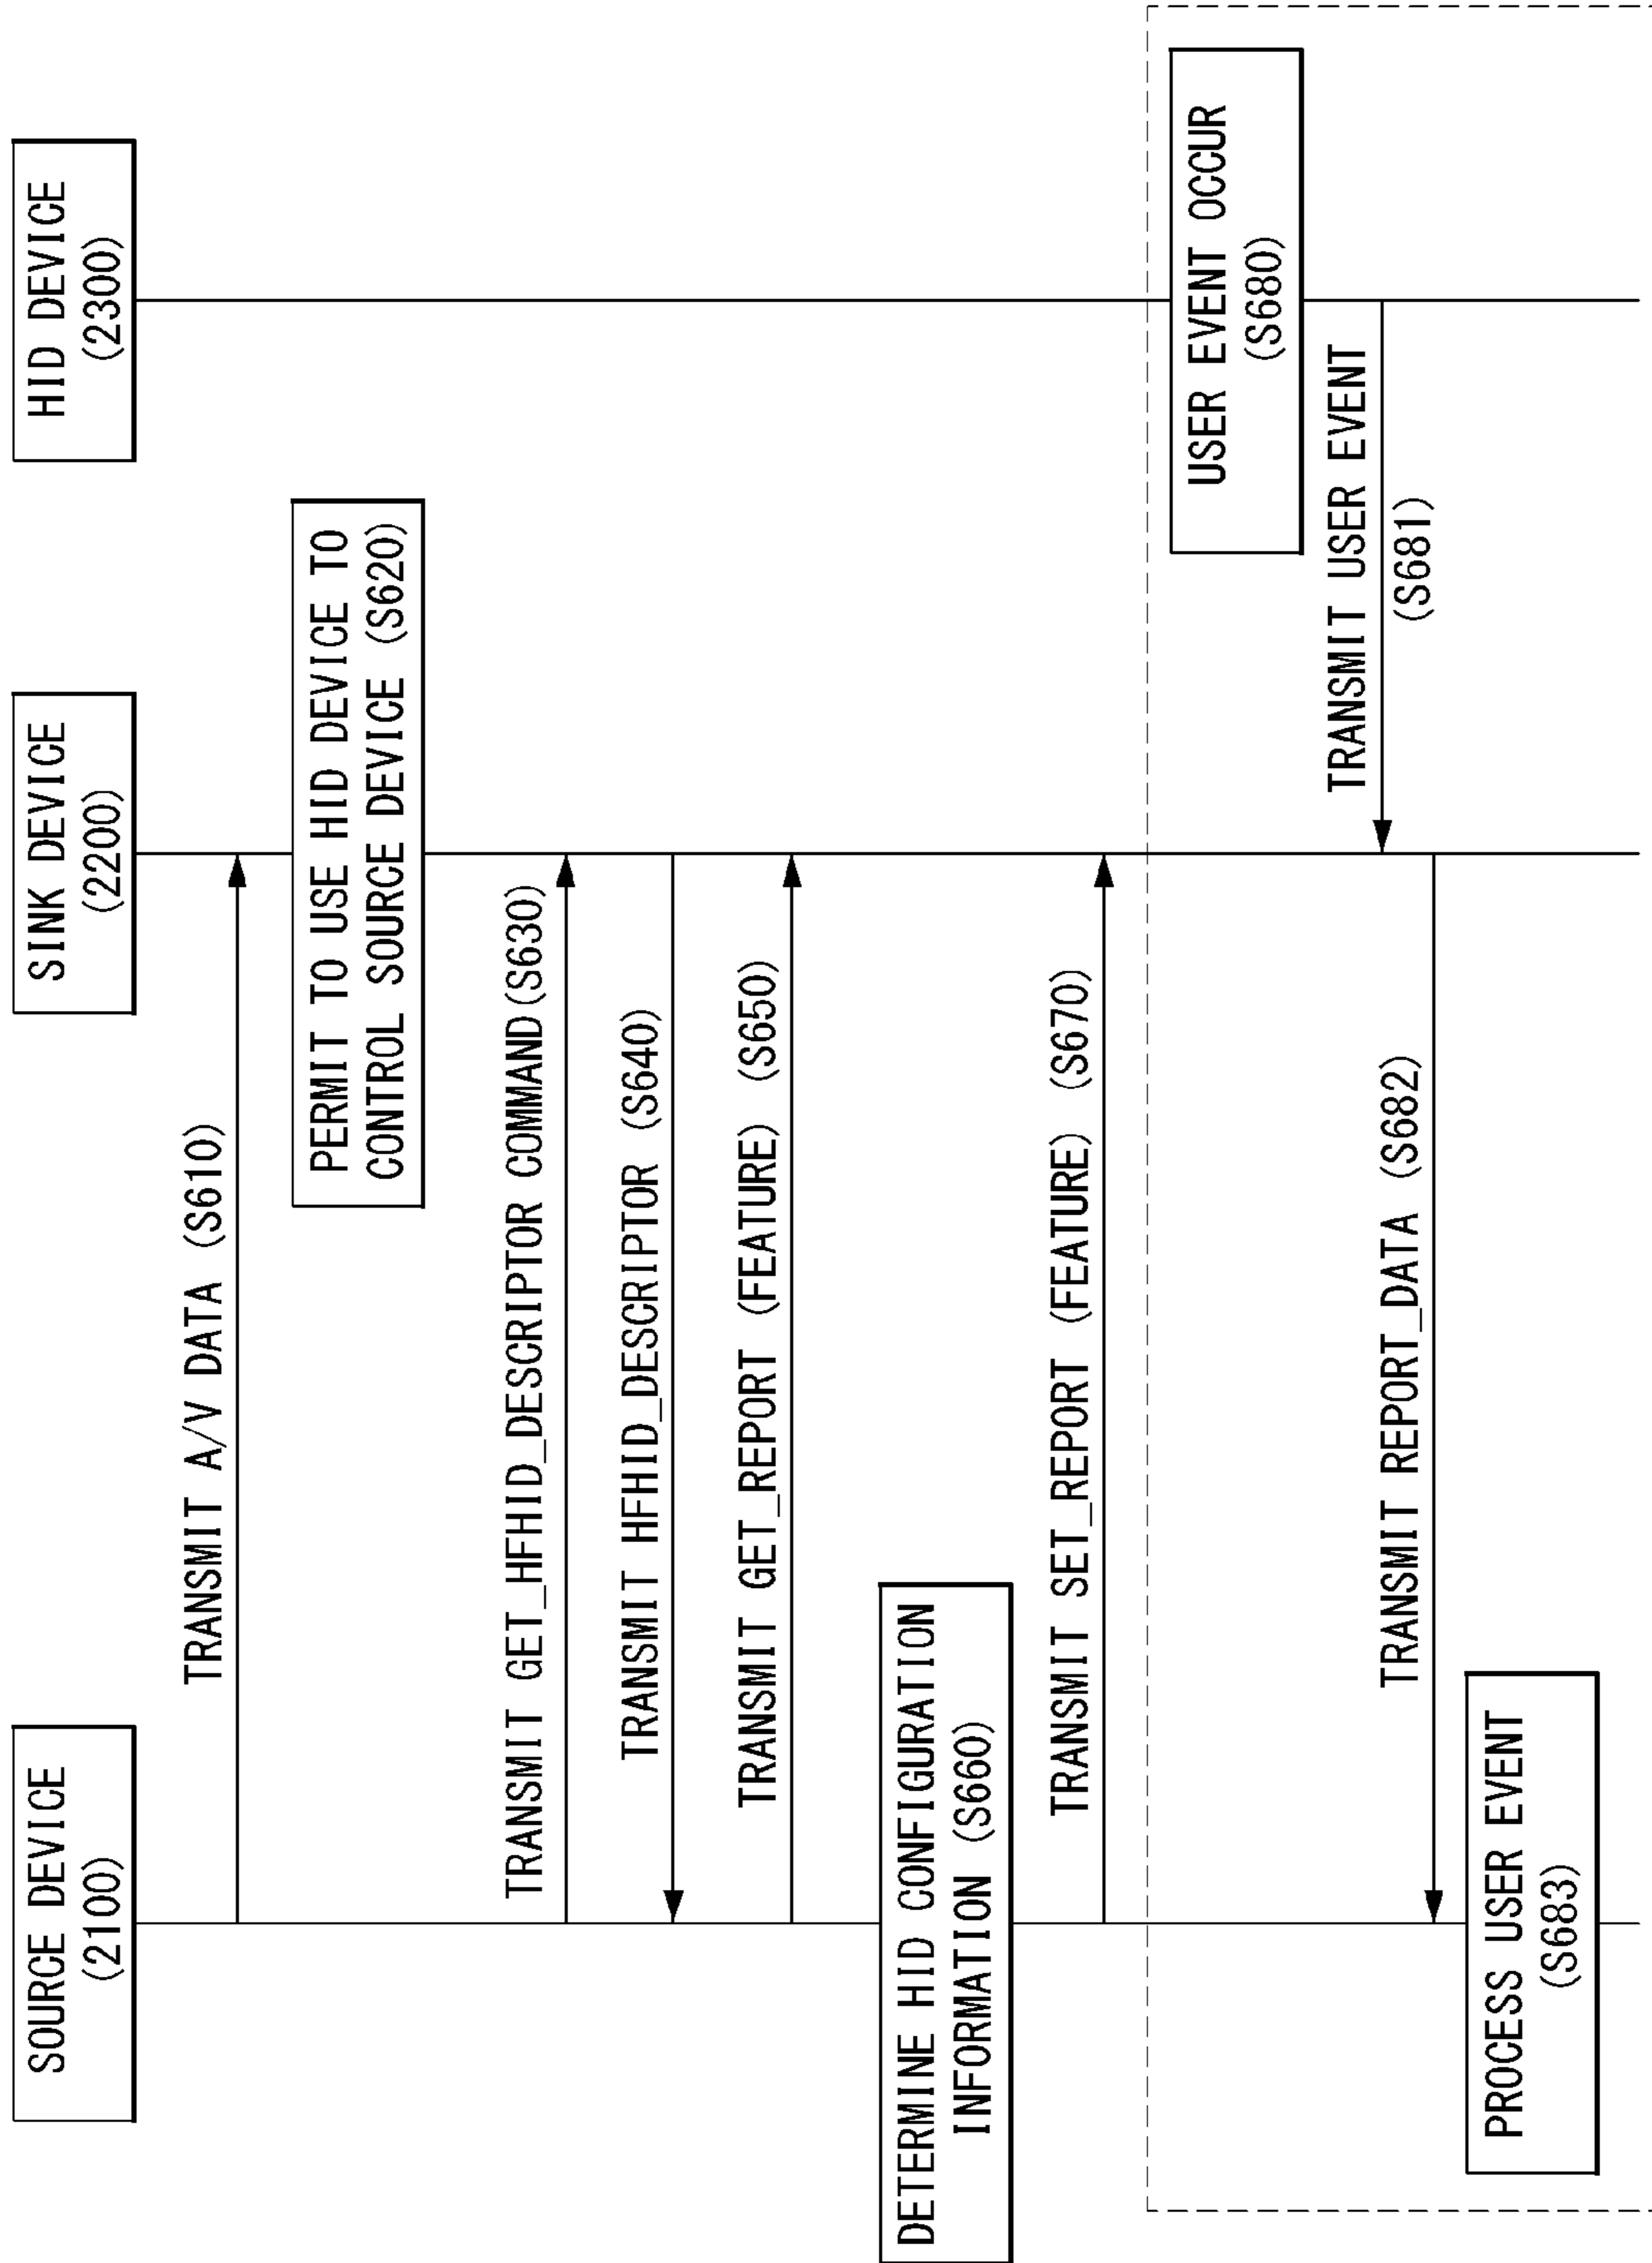 SOURCE DEVICE
(2100)
SINK DEVICE
(2200)
HID DEVICE
(2300)
TRANSMIT A/V DATA (S610)
PERMIT TO USE HID DEVICE TO
CONTROL SOURCE DEVICE (S620)
TRANSMIT GET_HFHID_DESCRIPTOR COMMAND(S630)
TRANSMIT HFHID_DESCRIPTOR (S640)
TRANSMIT GET_REPORT (FEATURE) (S650)
DETERMINE HID CONFIGURATION
INFORMATION (S660)
TRANSMIT SET_REPORT (FEATURE) (S670)
USER EVENT OCCUR
(S680)
TRANSMIT USER EVENT
(S681)
TRANSMIT REPORT_DATA (S682)
PROCESS USER EVENT
(S683)